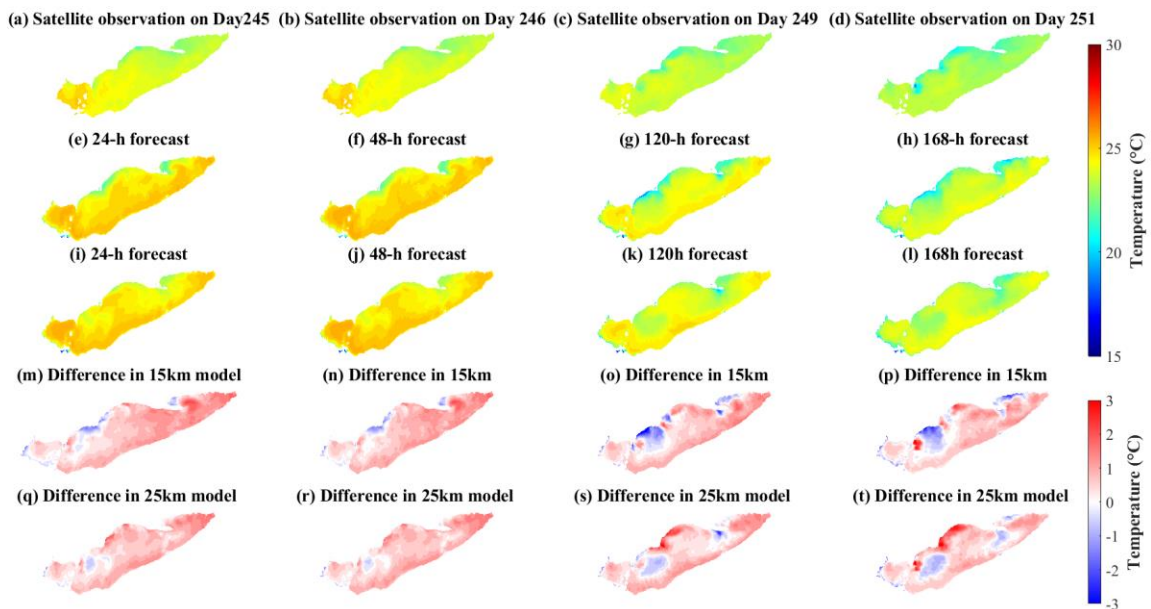 (a) Satellite observation on Day245
(b) Satellite observation on Day 246
(c) Satellite observation on Day 249
(d) Satellite observation on Day 251
(e) 24-h forecast
(f) 48-h forecast
(g) 120-h forecast
(h) 168-h forecast
(i) 24-h forecast
(j) 48-h forecast
(k) 120h forecast
(l) 168h forecast
30
25
20
15
Temperature (°C)
(m) Difference in 15km model
(n) Difference in 15km
(o) Difference in 15km
(p) Difference in 15km
(q) Difference in 25km model
(r) Difference in 25km model
(s) Difference in 25km model
(t) Difference in 25km model
3
2
1
0
-1
-2
-3
Temperature (°C)